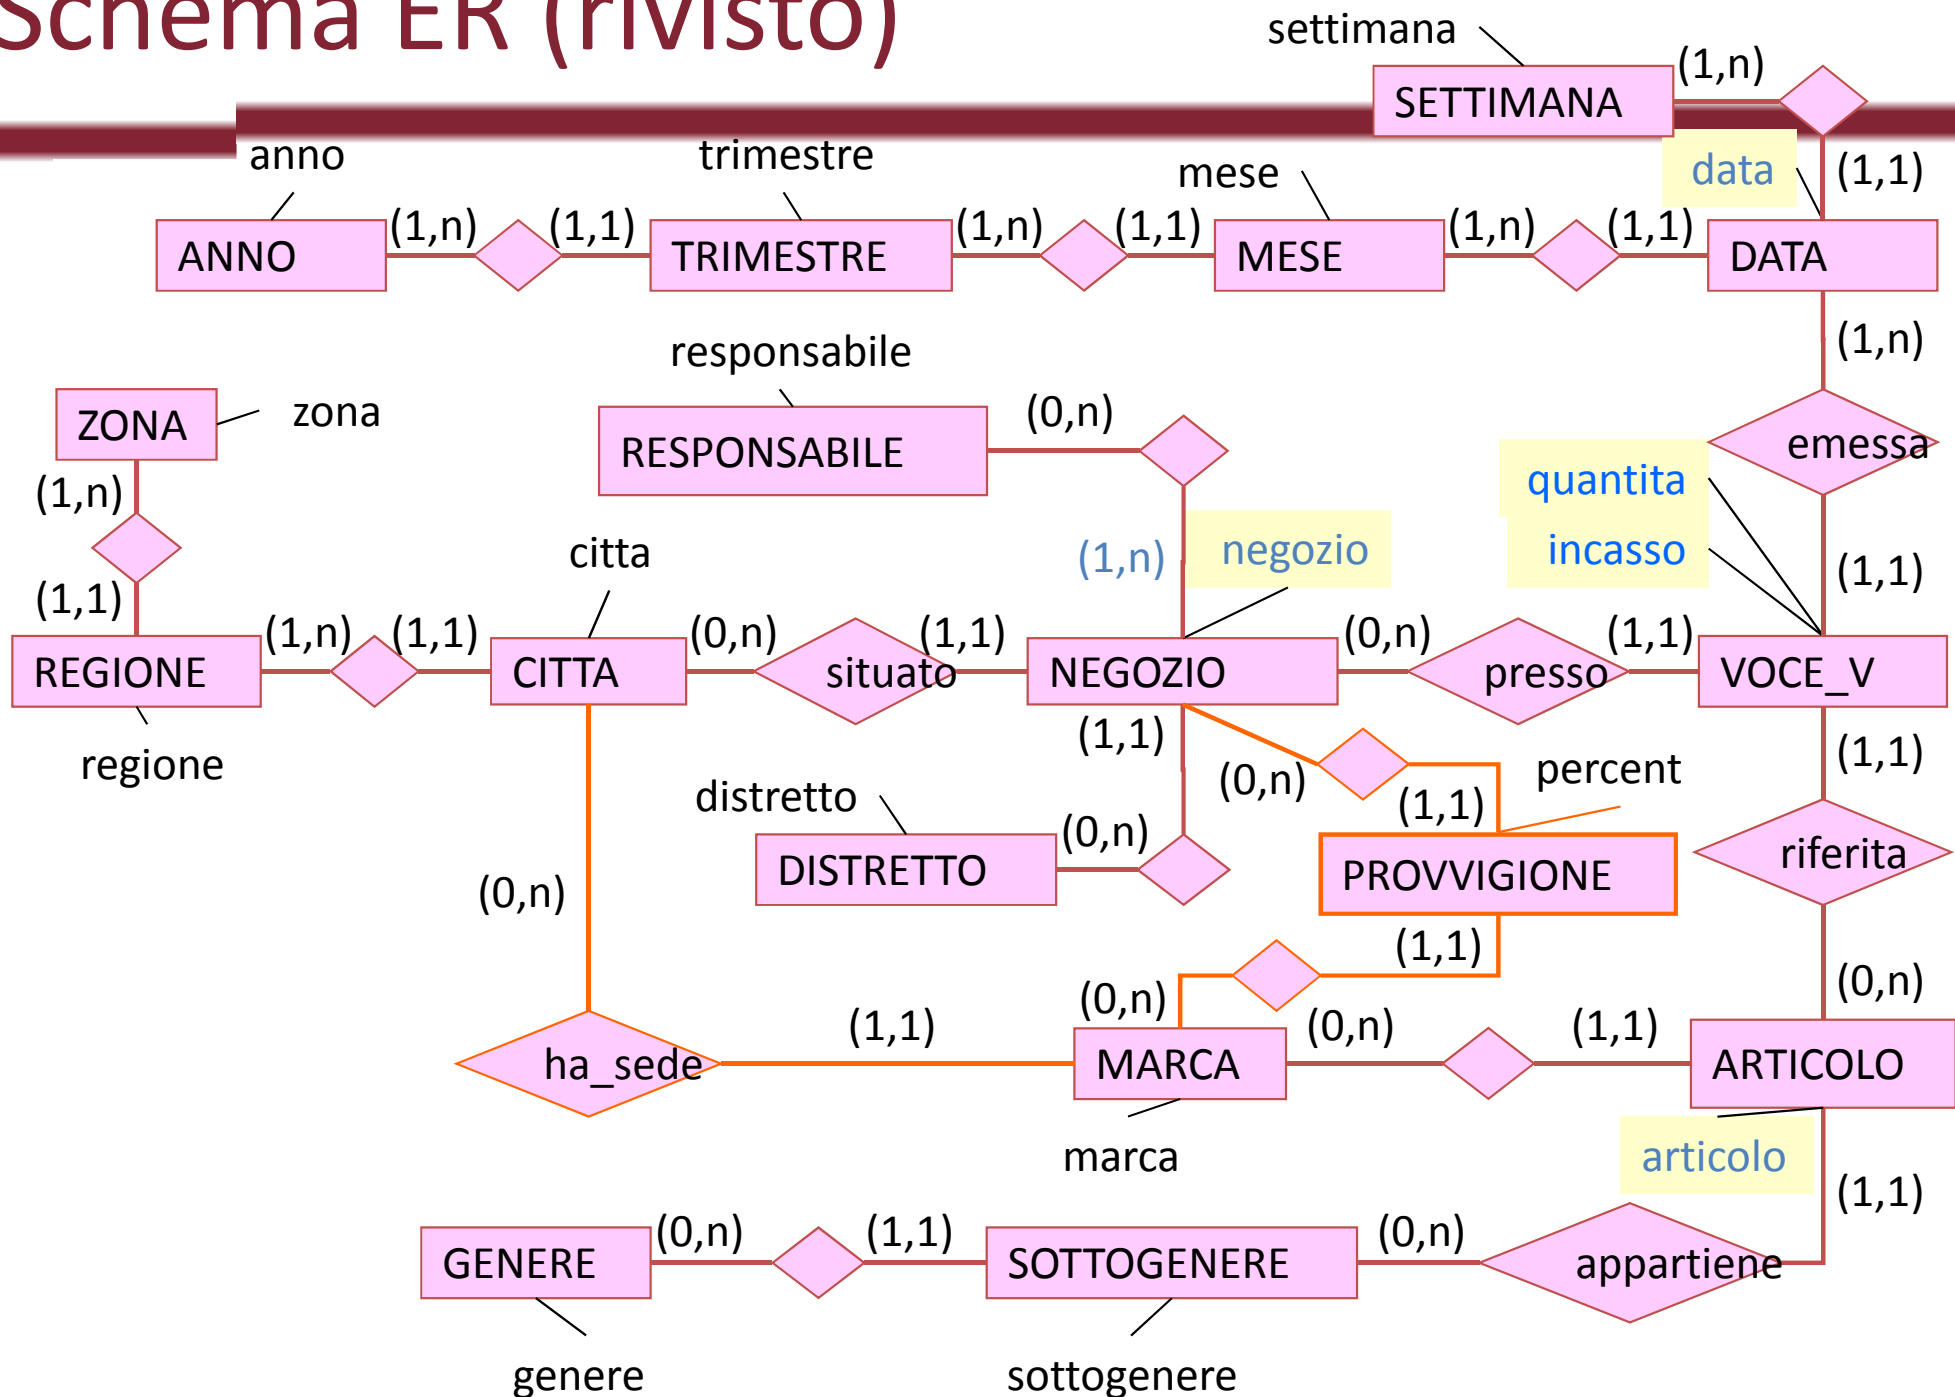 Schema ER (rivisto)
settimana
(1,n)
SETTIMANA
anno
trimestre
mese
data
(1,1)
(1,n)
(1,1)
(1,n)
(1,1)
(1,n)
(1,1)
ANNO
TRIMESTRE
MESE
DATA
(1,n)
responsabile
ZONA
zona
(0,n)
RESPONSABILE
emessa
(1,n)
quantita
citta
(1,n)
negozio
incasso
(1,1)
(1,1)
(1,n)
(1,1)
(0,n)
(1,1)
(0,n)
(1,1)
REGIONE
CITTA
situato
NEGOZIO
presso
VOCE_V
(1,1)
(1,1)
regione
(0,n)
percent
distretto
(1,1)
(0,n)
riferita
DISTRETTO
PROVVIGIONE
(0,n)
(1,1)
(0,n)
(0,n)
(1,1)
(0,n)
(1,1)
ha_sede
MARCA
ARTICOLO
marca
articolo
(1,1)
(0,n)
(1,1)
(0,n)
GENERE
SOTTOGENERE
appartiene
genere
sottogenere